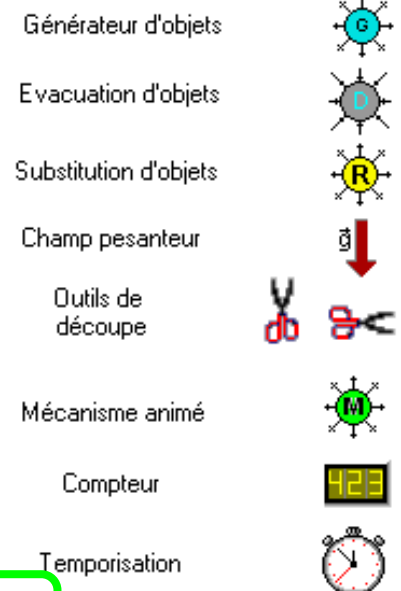 Générateur d'objets
G
Evacuation d'objets
D
Substitution d'objets
R
Champ pesanteur
g⃗
Outils de
découpe
Mécanisme animé
M
Compteur
423
Temporisation